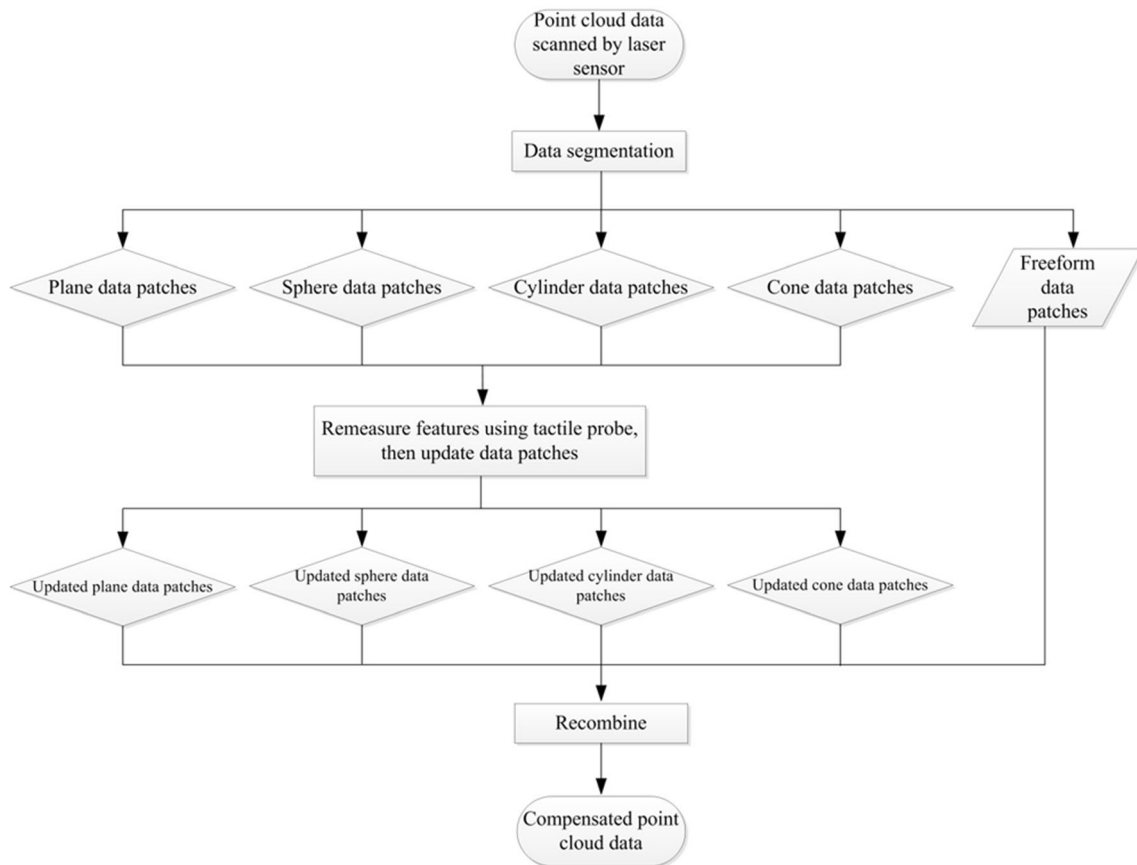 Point cloud data
scanned by laser
sensor
Data segmentation
Plane data patches
Sphere data patches
Cylinder data patches
Cone data patches
Freeform
data
patches
Remeasure features using tactile probe,
then update data patches
Updated plane data patches
Updated sphere data
patches
Updated cylinder data
patches
Updated cone data patches
Recombine
Compensated point
cloud data